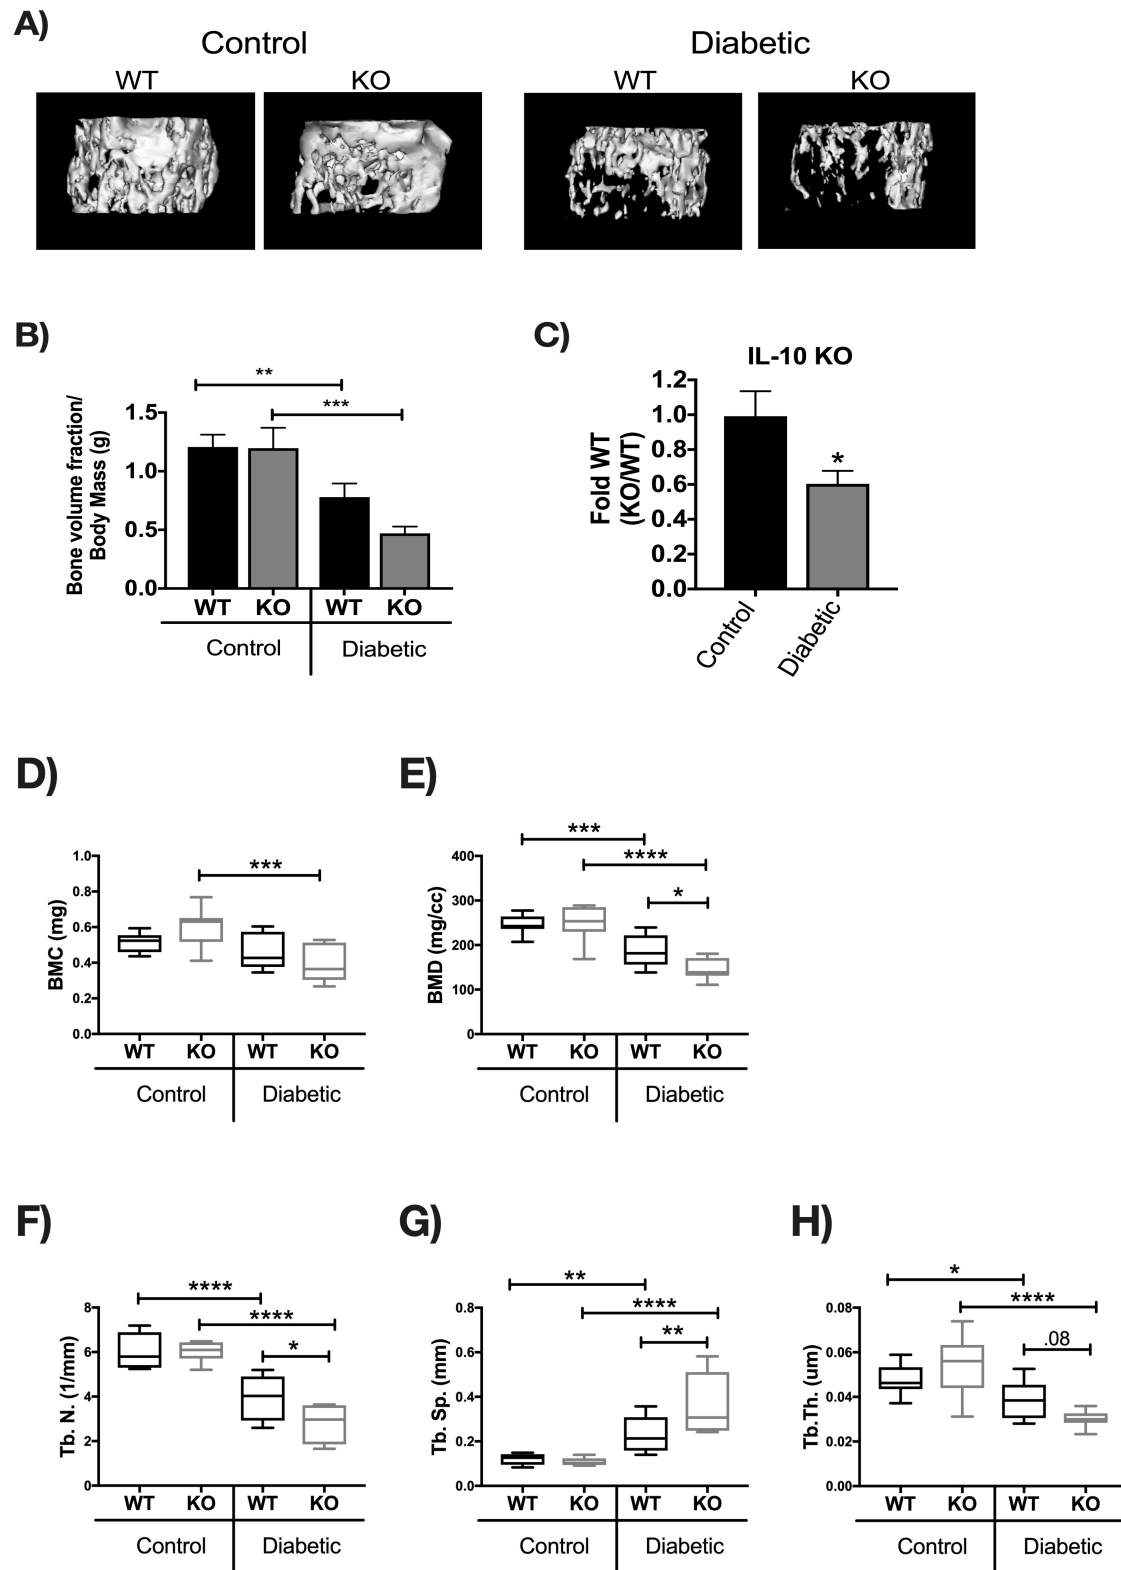 A)
Control Diabetic
WT KO WT KO
B)
**
***
Bone volume fraction/
Body Mass (g)
1.5
1.0
0.5
0.0
WT KO WT KO
Control Diabetic
C)
IL-10 KO
Fold WT
(KO/WT)
1.2
1.0
0.8
0.6
0.4
0.2
0.0
*
Control
Diabetic
D)
***
BMC (mg)
1.0
0.8
0.6
0.4
0.2
0.0
WT KO WT KO
Control Diabetic
E)
***
****
*
BMD (mg/cc)
400
300
200
100
0
WT KO WT KO
Control Diabetic
F)
****
****
*
Tb. N. (1/mm)
8
6
4
2
0
WT KO WT KO
Control Diabetic
G)
**
****
**
Tb. Sp. (mm)
0.8
0.6
0.4
0.2
0.0
WT KO WT KO
Control Diabetic
H)
*
****
.08
Tb. Th. (um)
0.08
0.06
0.04
0.02
0.00
WT KO WT KO
Control Diabetic